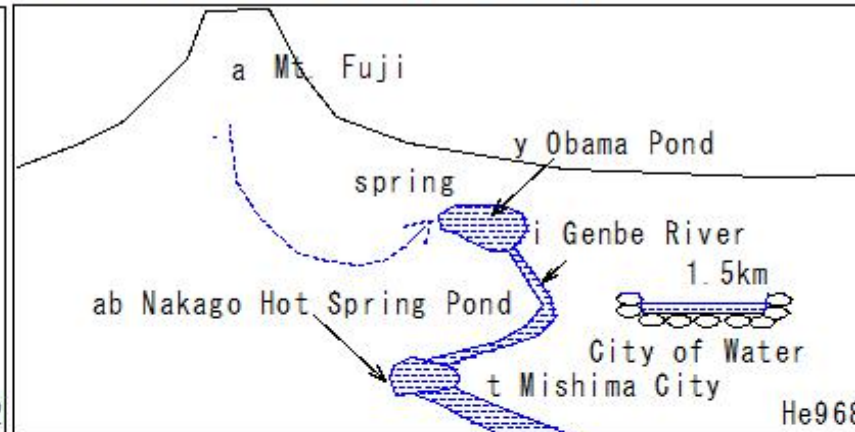 a Mt. Fuji
y Obama Pond
spring
i Genbe River
1.5km
ab Nakago Hot Spring Pond
City of Water
t Mishima City
He968